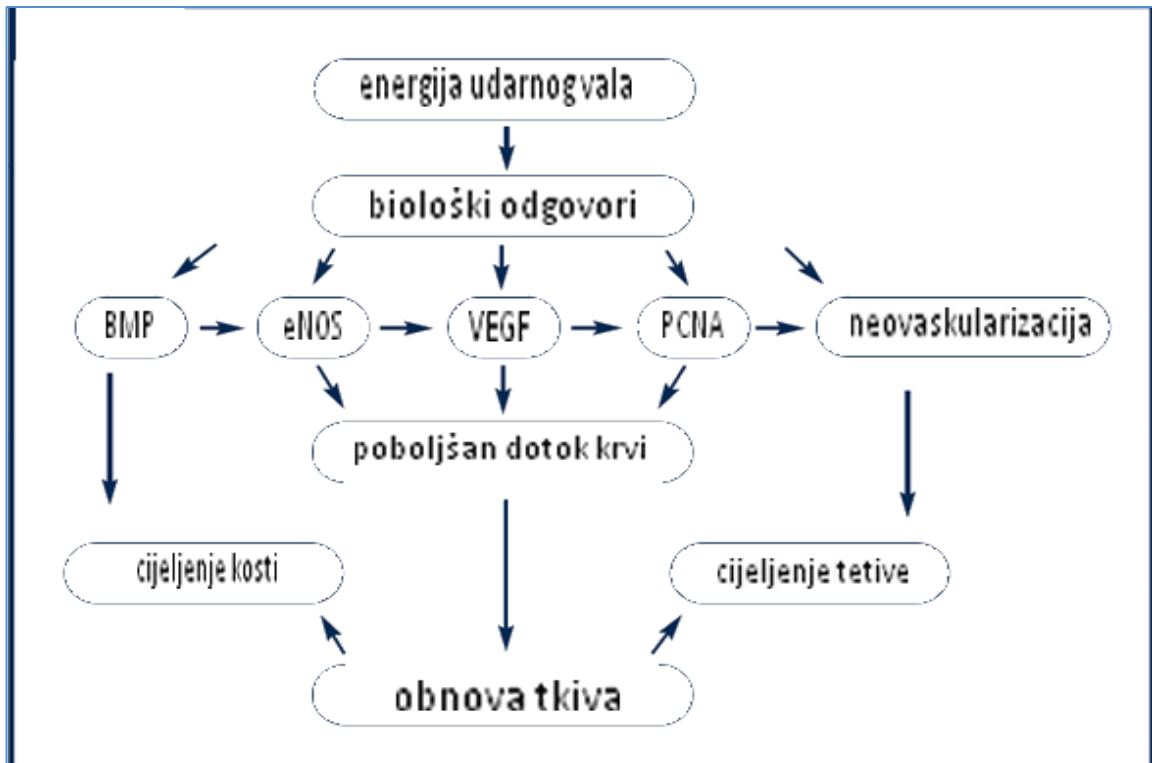 energija udarnog vala
biološki odgovori
BMP
eNOS
VEGF
PCNA
neovaskularizacija
poboljšan dotok krvi
cijeljenje kosti
cijeljenje tetive
obnova tkiva